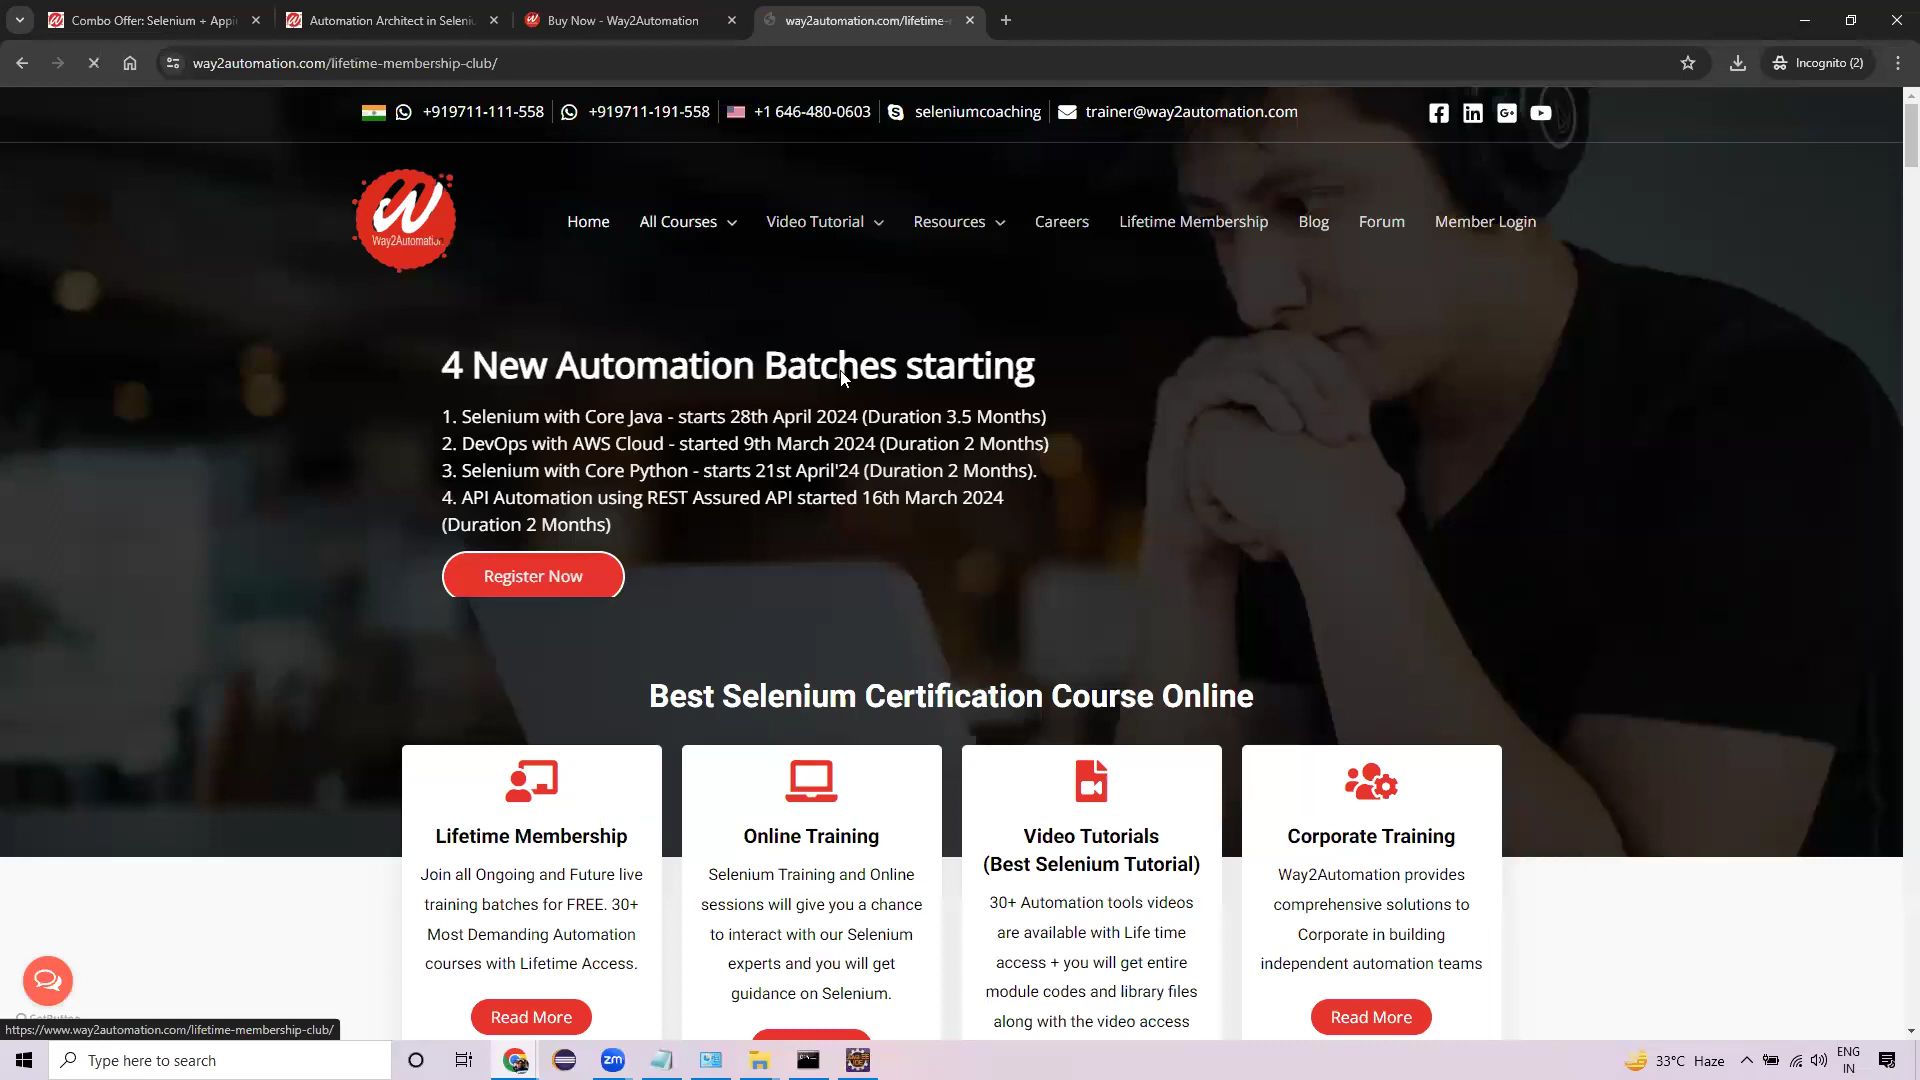 Combo Offer: Selenium + Appi
Automation Architect in Seleni
Buy Now - Way2Automation
way2automation.com/lifetime-
way2automation.com/lifetime-membership-club/
Incognito (2)
+919711-111-558
+919711-191-558
+1 646-480-0603
seleniumcoaching
trainer@way2automation.com
Way2Automation
Home
All Courses
Video Tutorial
Resources
Careers
Lifetime Membership
Blog
Forum
Member Login
4 New Automation Batches starting
1. Selenium with Core Java - starts 28th April 2024 (Duration 3.5 Months)
2. DevOps with AWS Cloud - started 9th March 2024 (Duration 2 Months)
3. Selenium with Core Python - starts 21st April'24 (Duration 2 Months).
4. API Automation using REST Assured API started 16th March 2024
(Duration 2 Months)
Register Now
Best Selenium Certification Course Online
Lifetime Membership
Join all Ongoing and Future live
training batches for FREE. 30+
Most Demanding Automation
courses with Lifetime Access.
Read More
Online Training
Selenium Training and Online
sessions will give you a chance
to interact with our Selenium
experts and you will get
guidance on Selenium.
Video Tutorials
(Best Selenium Tutorial)
30+ Automation tools videos
are available with Life time
access + you will get entire
module codes and library files
along with the video access
Corporate Training
Way2Automation provides
comprehensive solutions to
Corporate in building
independent automation teams
Read More
https://www.way2automation.com/lifetime-membership-club/
Type here to search
zm
33°C Haze
ENG
IN